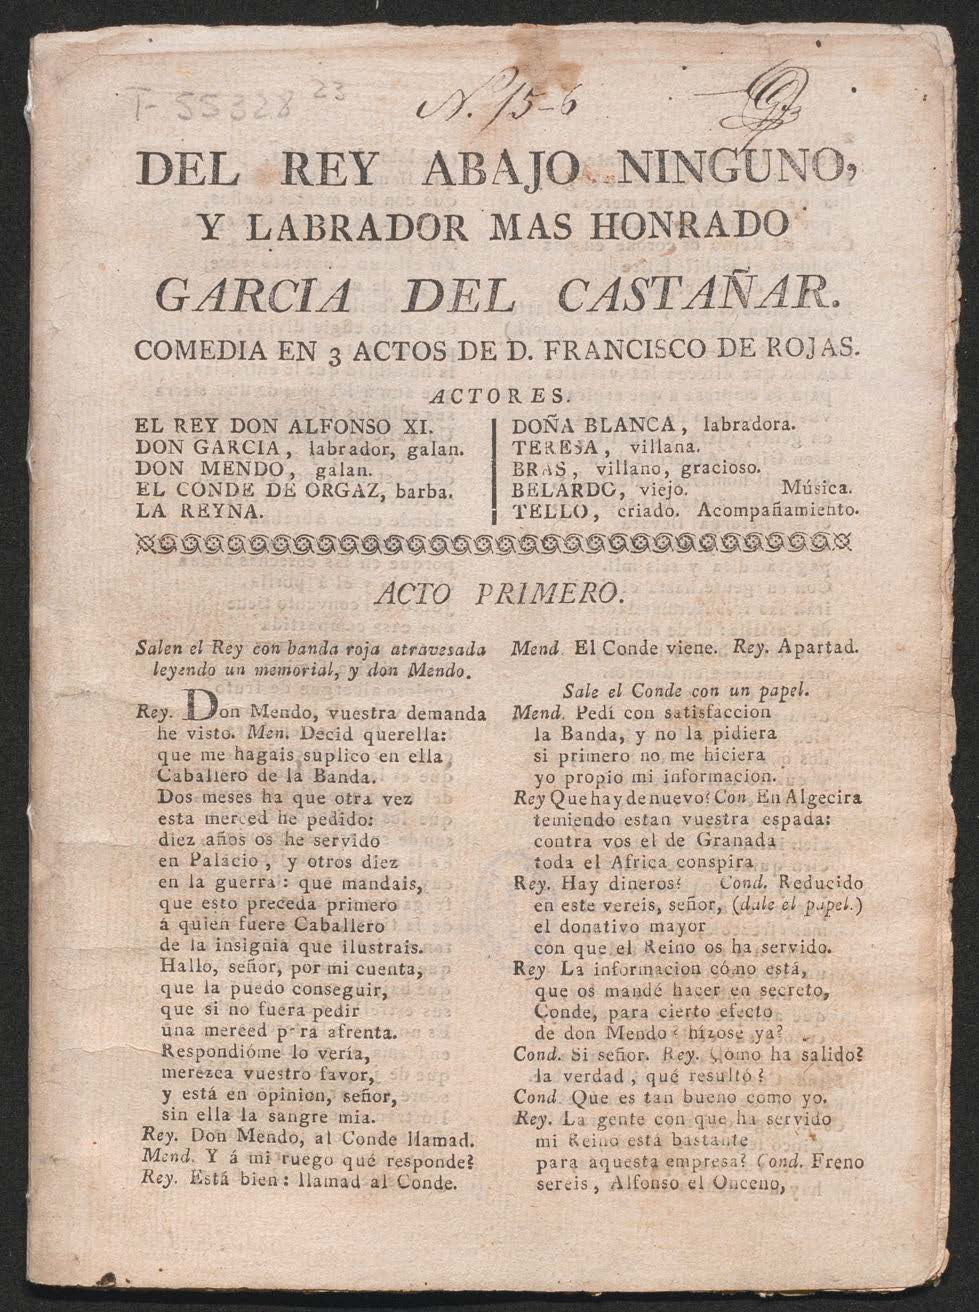 T-55328 23
N.º 15-6
DEL REY ABAJO NINGUNO,
Y LABRADOR MAS HONRADO
GARCIA DEL CASTAÑAR.
COMEDIA EN 3 ACTOS DE D. FRANCISCO DE ROJAS.
ACTORES.
EL REY DON ALFONSO XI.
DON GARCIA, labrador, galan.
DON MENDO, galan.
EL CONDE DE ORGAZ, barba.
LA REYNA.
DOÑA BLANCA, labradora.
TERESA, villana.
BRAS, villano, gracioso.
BELARDO, viejo. Música.
TELLO, criado. Acompañamiento.
ACTO PRIMERO.
Salen el Rey con banda roja atravesada
leyendo un memorial, y don Mendo.
Rey. Don Mendo, vuestra demanda
he visto. Men. Decid querella:
que me hagais suplico en ella,
Caballero de la Banda.
Dos meses ha que otra vez
esta merced he pedido:
diez años os he servido
en Palacio, y otros diez
en la guerra: que mandais,
que esto preceda primero
á quien fuere Caballero
de la insignia que ilustrais.
Hallo, señor, por mi cuenta,
que la puedo conseguir,
que si no fuera pedir
una merced para afrenta.
Respondióme lo vería,
merezca vuestro favor,
y está en opinion, señor,
sin ella la sangre mia.
Rey. Don Mendo, al Conde llamad.
Mend. Y á mi ruego qué responde?
Rey. Está bien: llamad al Conde.
Mend. El Conde viene. Rey. Apartad.
Sale el Conde con un papel.
Mend. Pedí con satisfaccion
la Banda, y no la pidiera
si primero no me hiciera
yo propio mi informacion.
Rey Que hay de nuevo? Con. En Algecira
temiendo estan vuestra espada:
contra vos el de Granada
toda el Africa conspira
Rey. Hay dineros? Cond. Reducido
en este vereis, señor, (dale el papel.)
el donativo mayor
con que el Reino os ha servido.
Rey La informacion cómo está,
que os mandé hacer en secreto,
Conde, para cierto efecto
de don Mendo? hízose ya?
Cond. Si señor. Rey. Cómo ha salido?
la verdad, qué resultó?
Cond. Que es tan bueno como yo.
Rey. La gente con que ha servido
mi Reino está bastante
para aquesta empresa? Cond. Freno
sereis, Alfonso el Onceno,